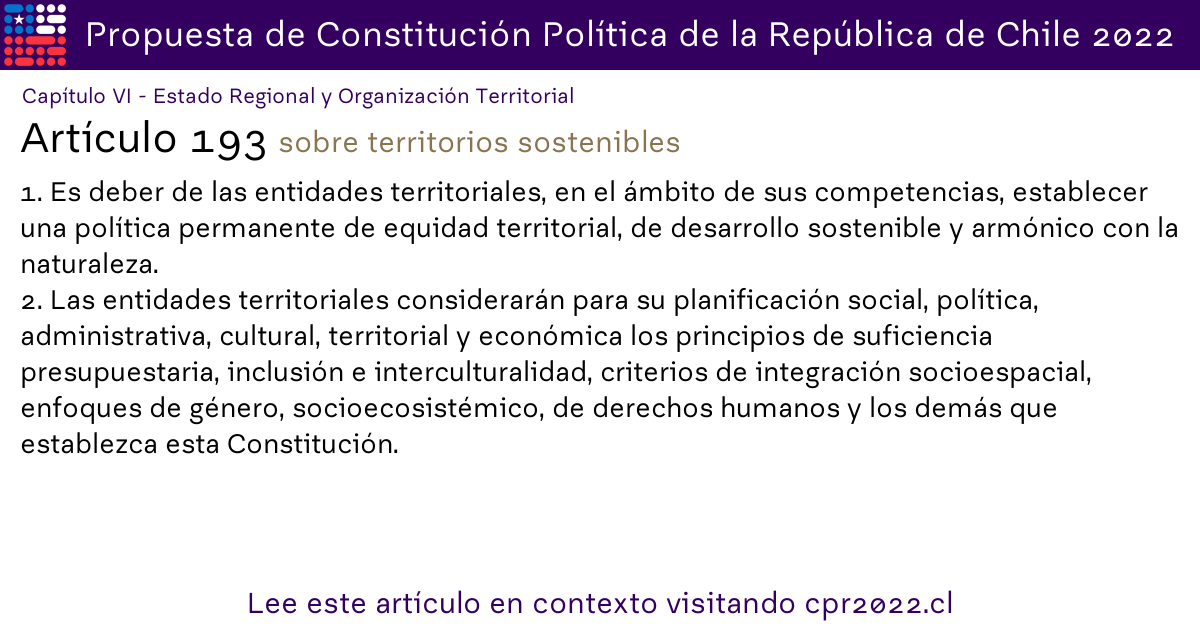 Propuesta de Constitución Política de la República de Chile 2022
Capítulo VI - Estado Regional y Organización Territorial
Artículo 193 sobre territorios sostenibles
1. Es deber de las entidades territoriales, en el ámbito de sus competencias, establecer
una política permanente de equidad territorial, de desarrollo sostenible y armónico con la
naturaleza.
2. Las entidades territoriales considerarán para su planificación social, política,
administrativa, cultural, territorial y económica los principios de suficiencia
presupuestaria, inclusión e interculturalidad, criterios de integración socioespacial,
enfoques de género, socioecosistémico, de derechos humanos y los demás que
establezca esta Constitución.
Lee este artículo en contexto visitando cpr2022.cl